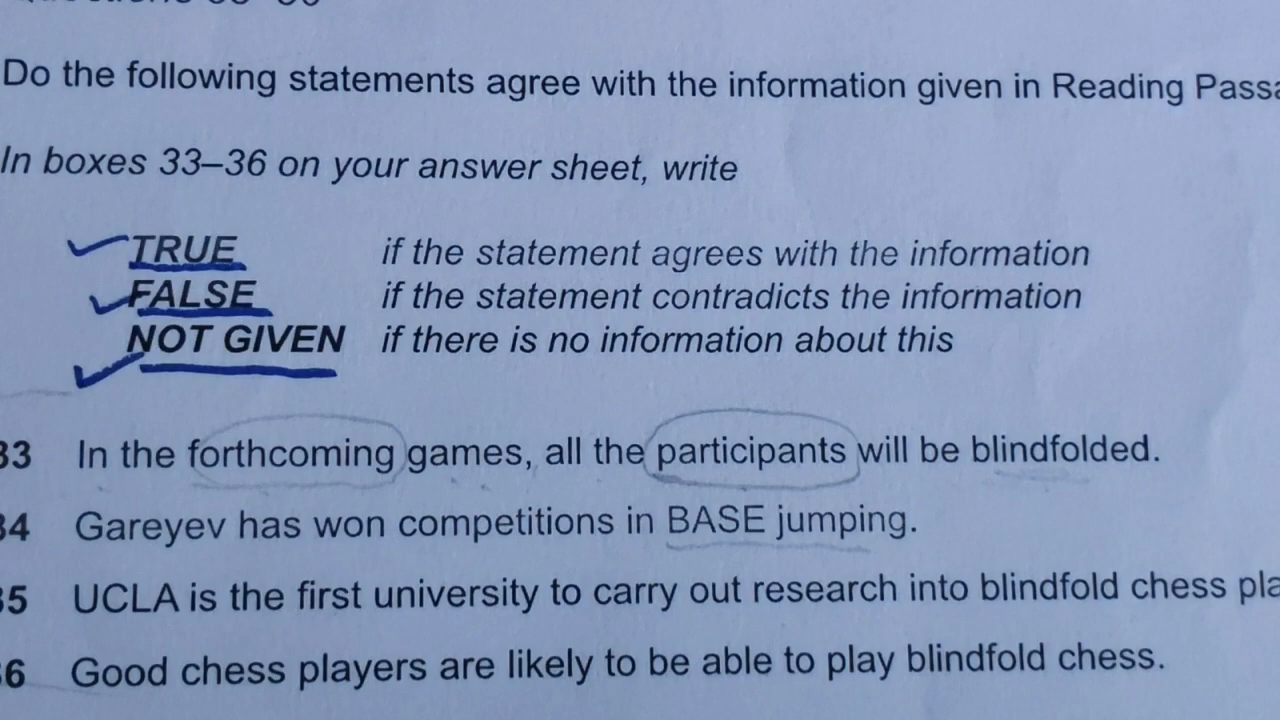 Do the following statements agree with the information given in Reading
In boxes 33–36 on your answer sheet, write
TRUE if the statement agrees with the information
FALSE if the statement contradicts the information
NOT GIVEN if there is no information about this
33 In the forthcoming games, all the participants will be blindfolded.
34 Gareyev has won competitions in BASE jumping.
35 UCLA is the first university to carry out research into blindfold chess
36 Good chess players are likely to be able to play blindfold chess.